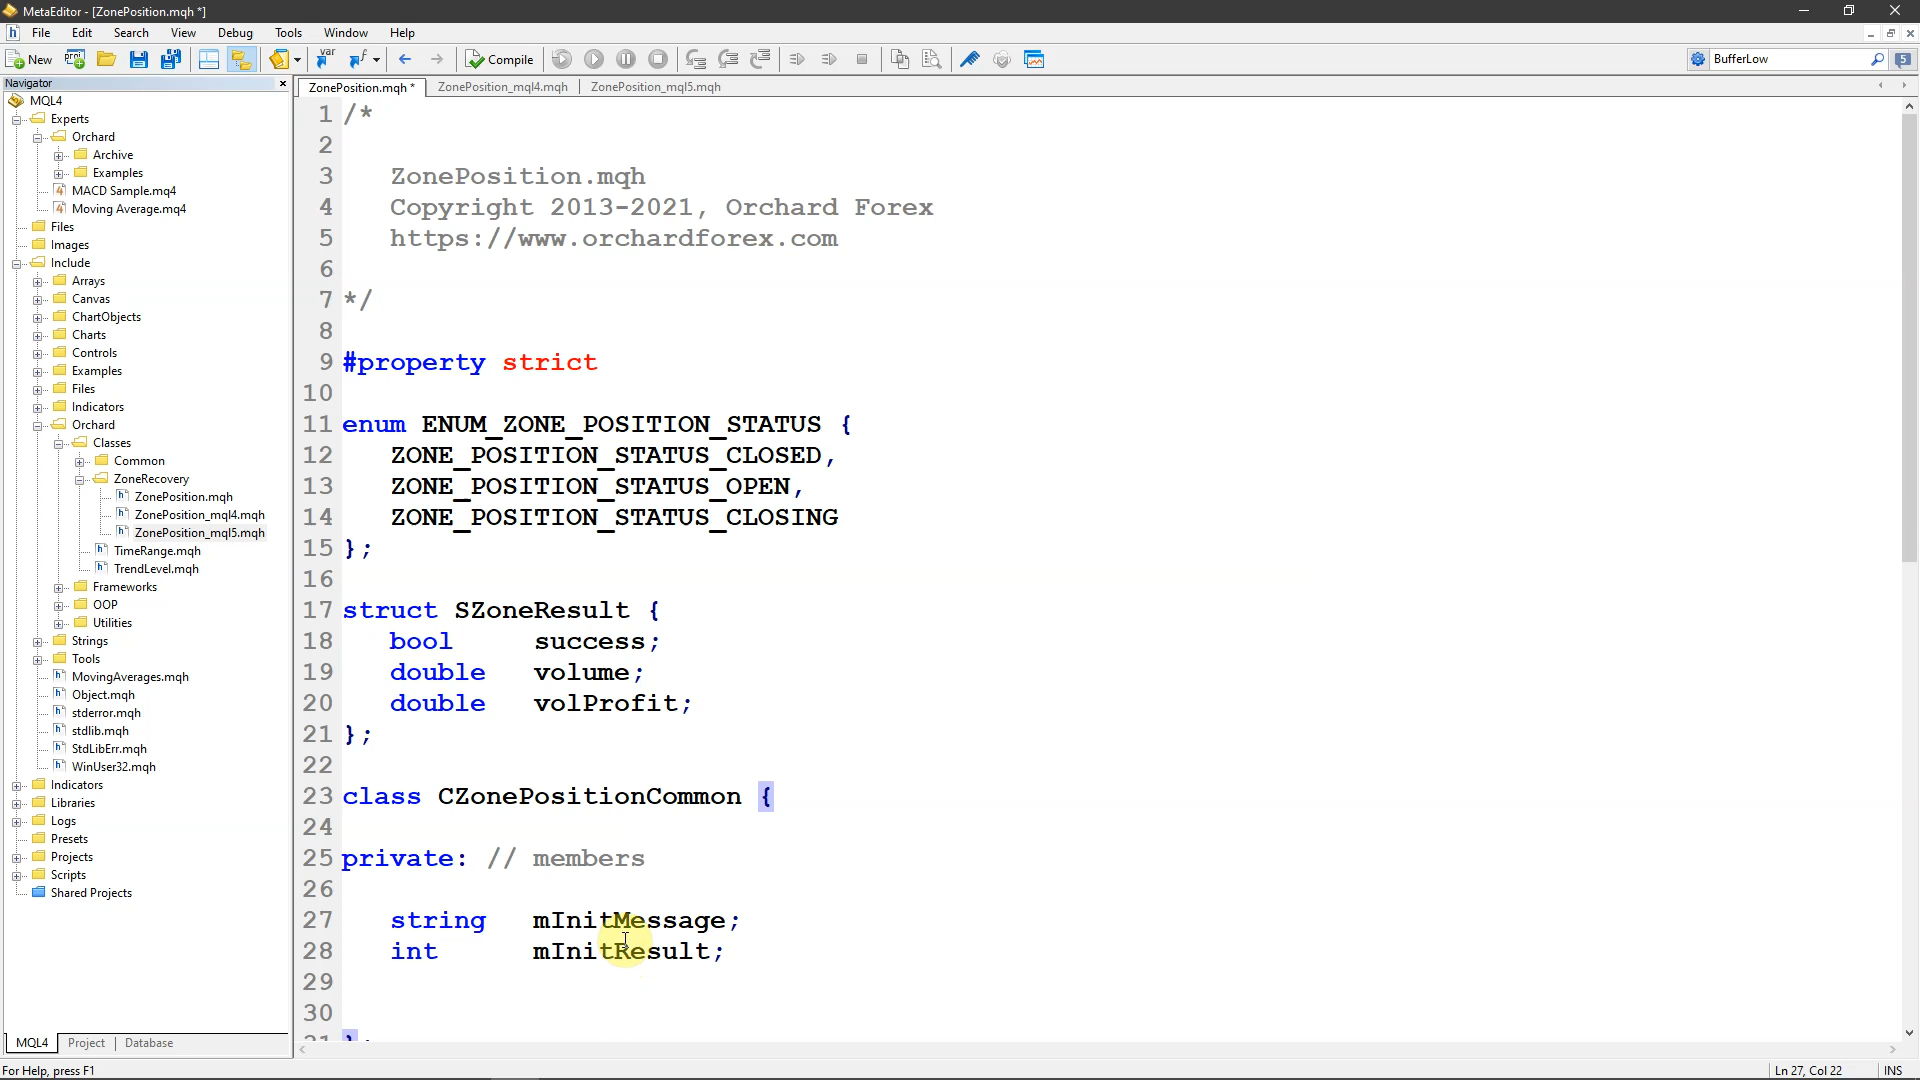 MetaEditor - [ZonePosition.mqh *]
File Edit Search View Debug Tools Window Help
New Compile BufferLow 5
Navigator
ZonePosition.mqh * ZonePosition_mql4.mqh ZonePosition_mql5.mqh
MQL4
Experts
Orchard
Archive
Examples
MACD Sample.mq4
Moving Average.mq4
Files
Images
Include
Arrays
Canvas
ChartObjects
Charts
Controls
Examples
Files
Indicators
Orchard
Classes
Common
ZoneRecovery
ZonePosition.mqh
ZonePosition_mql4.mqh
ZonePosition_mql5.mqh
TimeRange.mqh
TrendLevel.mqh
Frameworks
OOP
Utilities
Strings
Tools
MovingAverages.mqh
Object.mqh
stderror.mqh
stdlib.mqh
StdLibErr.mqh
WinUser32.mqh
Indicators
Libraries
Logs
Presets
Projects
Scripts
Shared Projects
MQL4 Project Database
1 /*
2
3 ZonePosition.mqh
4 Copyright 2013-2021, Orchard Forex
5 https://www.orchardforex.com
6
7 */
8
9 #property strict
10
11 enum ENUM_ZONE_POSITION_STATUS {
12 ZONE_POSITION_STATUS_CLOSED,
13 ZONE_POSITION_STATUS_OPEN,
14 ZONE_POSITION_STATUS_CLOSING
15 };
16
17 struct SZoneResult {
18 bool success;
19 double volume;
20 double volProfit;
21 };
22
23 class CZonePositionCommon {
24
25 private: // members
26
27 string mInitMessage;
28 int mInitResult;
29
30
For Help, press F1
Ln 27, Col 22 INS